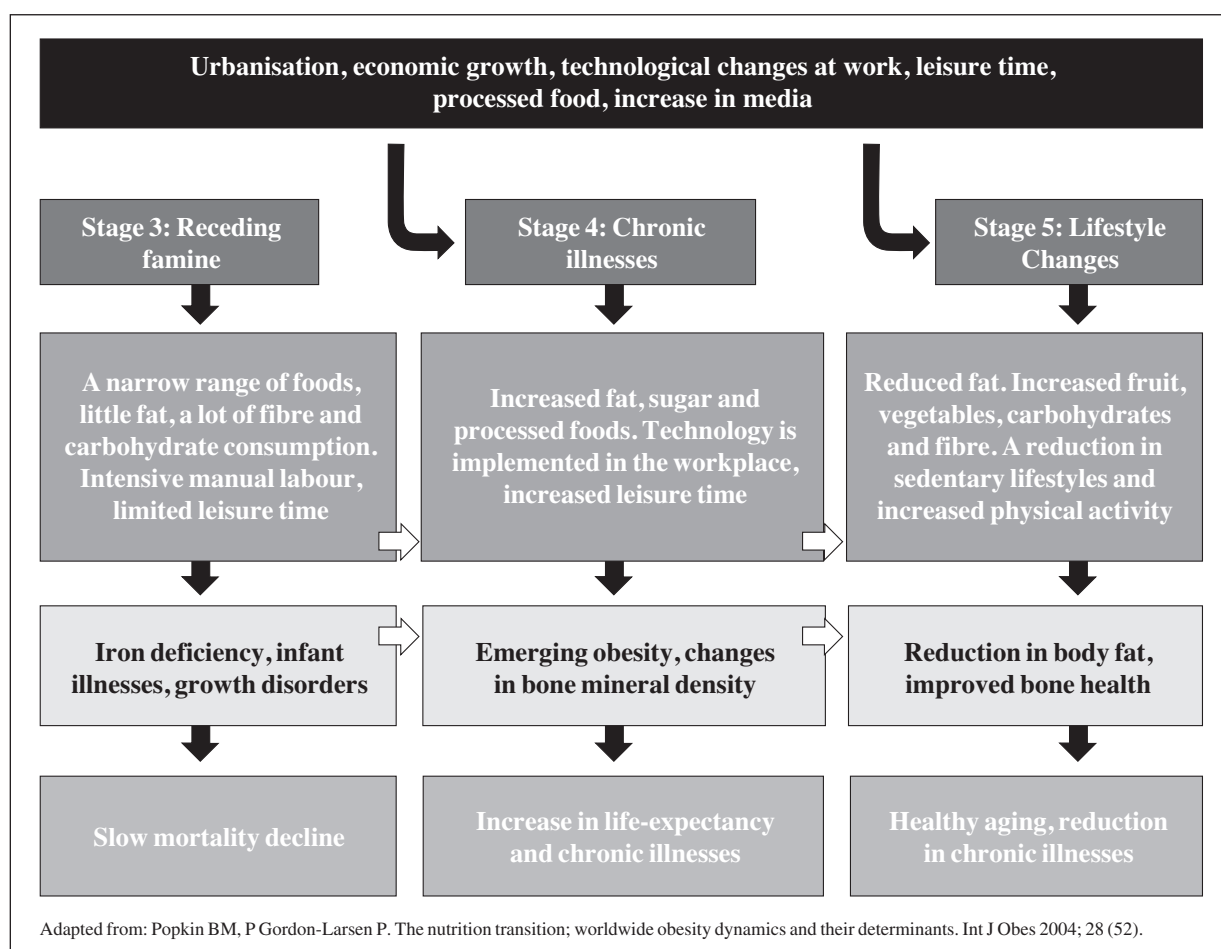 Urbanisation, economic growth, technological changes at work, leisure time,
processed food, increase in media
Stage 3: Receding
famine
Stage 4: Chronic
illnesses
Stage 5: Lifestyle
Changes
A narrow range of foods,
little fat, a lot of fibre and
carbohydrate consumption.
Intensive manual labour,
limited leisure time
Increased fat, sugar and
processed foods. Technology is
implemented in the workplace,
increased leisure time
Reduced fat. Increased fruit,
vegetables, carbohydrates
and fibre. A reduction in
sedentary lifestyles and
increased physical activity
Iron deficiency, infant
illnesses, growth disorders
Emerging obesity, changes
in bone mineral density
Reduction in body fat,
improved bone health
Slow mortality decline
Increase in life-expectancy
and chronic illnesses
Healthy aging, reduction
in chronic illnesses
Adapted from: Popkin BM, P Gordon-Larsen P. The nutrition transition; worldwide obesity dynamics and their determinants. Int J Obes 2004; 28 (52).